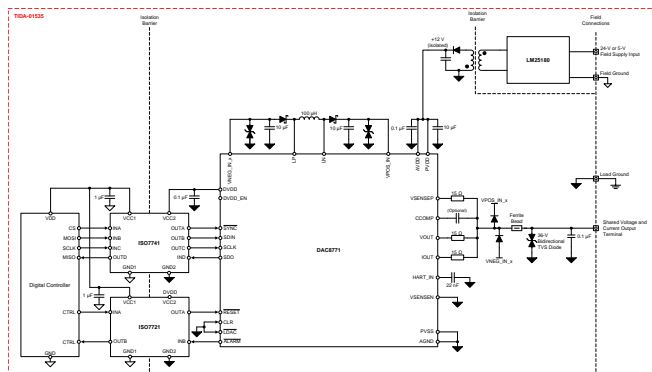 TIDA-01535
Isolation
Barrier
Isolation
Barrier
Field
Connections
+12 V
(isolated)
LM25180
24-V or 5-V
Field Supply Input
Field Ground
100 µH
10 µF
10 µF
0.1 µF
10 µF
VNEG_IN_x
LP
LN
VPOS_IN
AVDD
PVDD
Load Ground
1 µF
0.1 µF
DVDD
DVDD_EN
VDD
VCC1
VCC2
VSENSEP
15 Ω
VPOS_IN_x
CCOMP
(Optional)
Ferrite
Bead
Shared Voltage and
Current Output
Terminal
CS
MOSI
SCLK
MISO
INA
INB
INC
OUTD
ISO7741
OUTA
OUTB
OUTC
IND
SYNC
SDIN
SCLK
SDO
DAC8771
VOUT
15 Ω
36-V
Bidirectional
TVS Diode
0.1 µF
IOUT
15 Ω
VNEG_IN_x
GND1
GND2
HART_IN
22 nF
Digital Controller
1 µF
DVDD
VCC1
VCC2
VSENSEN
CTRL
INA
ISO7721
OUTA
RESET
CLR
LDAC
ALARM
CTRL
OUTB
INB
GND1
GND2
PVSS
AGND
GND